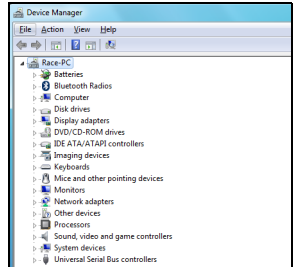 Device Manager
File Action View Help
Race-PC
Batteries
Bluetooth Radios
Computer
Disk drives
Display adapters
DVD/CD-ROM drives
IDE ATA/ATAPI controllers
Imaging devices
Keyboards
Mice and other pointing devices
Monitors
Network adapters
Other devices
Processors
Sound, video and game controllers
System devices
Universal Serial Bus controllers